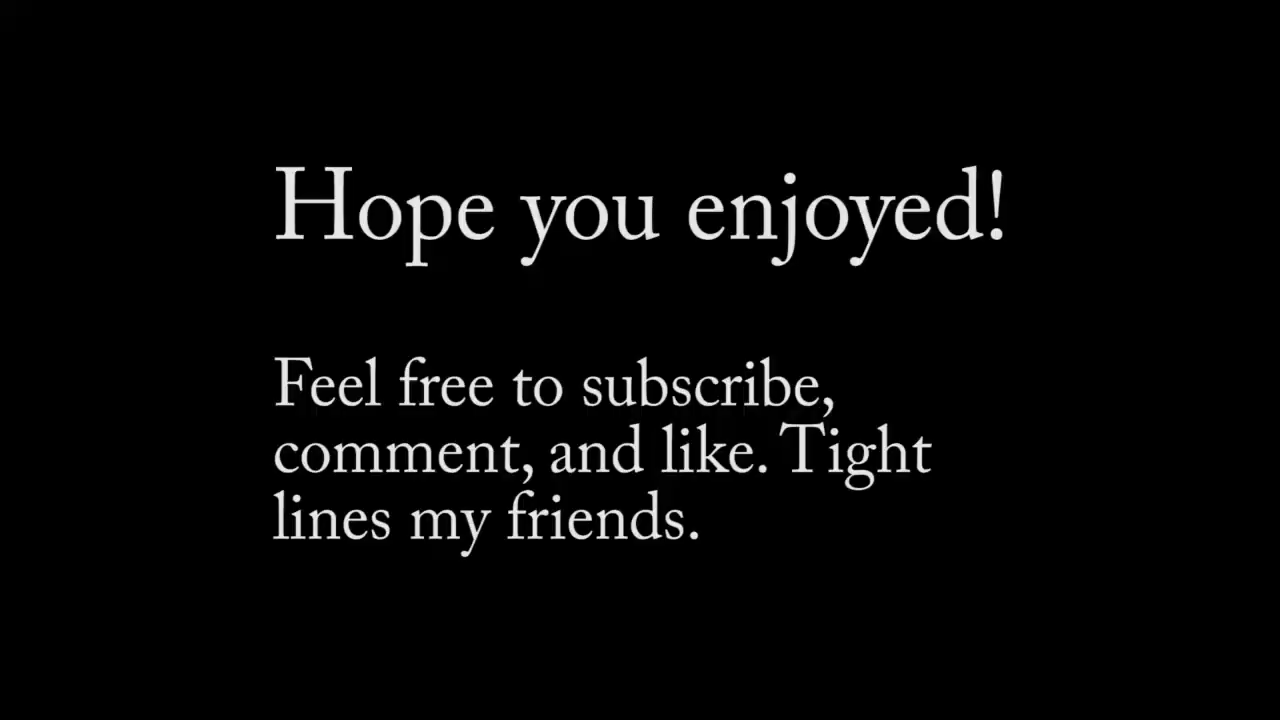 Hope you enjoyed!
Feel free to subscribe,
comment, and like. Tight
lines my friends.